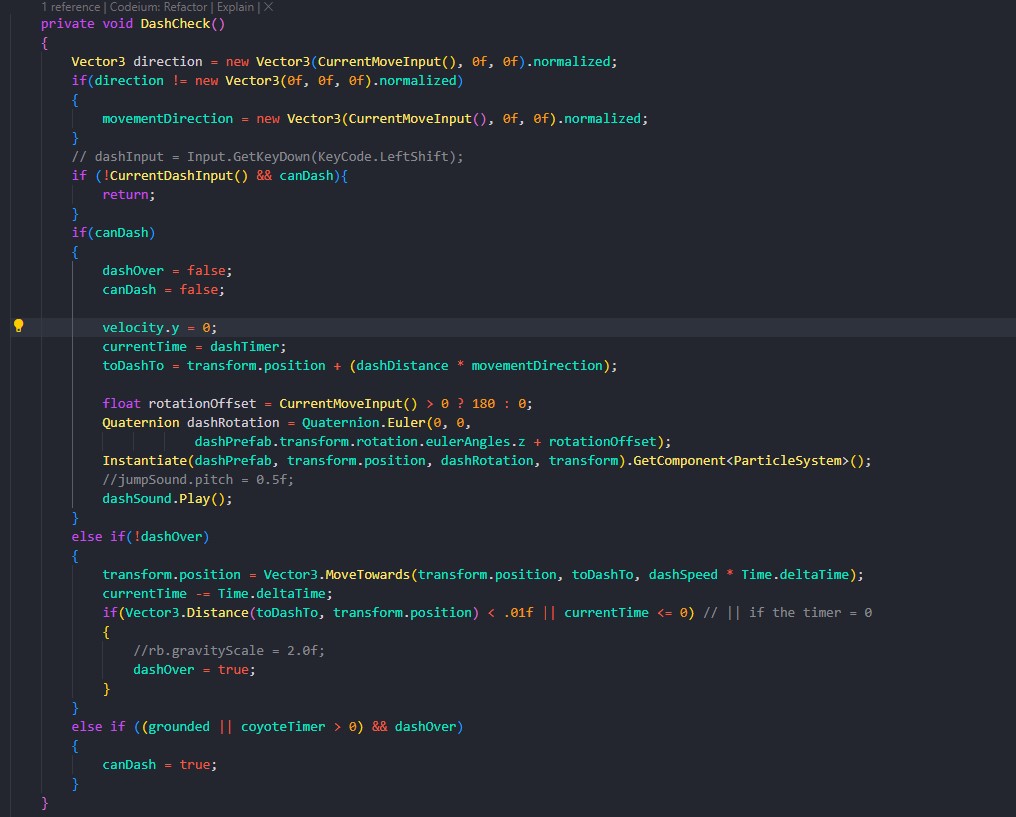 1 reference | Codeium: Refactor | Explain | X
private void DashCheck()
{
Vector3 direction = new Vector3(CurrentMoveInput(), 0f, 0f).normalized;
if(direction != new Vector3(0f, 0f, 0f).normalized)
{
movementDirection = new Vector3(CurrentMoveInput(), 0f, 0f).normalized;
}
// dashInput = Input.GetKeyDown(KeyCode.LeftShift);
if (!CurrentDashInput() && canDash){
return;
}
if(canDash)
{
dashOver = false;
canDash = false;
velocity.y = 0;
currentTime = dashTimer;
toDashTo = transform.position + (dashDistance * movementDirection);
float rotationOffset = CurrentMoveInput() > 0 ? 180 : 0;
Quaternion dashRotation = Quaternion.Euler(0, 0,
dashPrefab.transform.rotation.eulerAngles.z + rotationOffset);
Instantiate(dashPrefab, transform.position, dashRotation, transform).GetComponent<ParticleSystem>();
//jumpSound.pitch = 0.5f;
dashSound.Play();
}
else if(!dashOver)
{
transform.position = Vector3.MoveTowards(transform.position, toDashTo, dashSpeed * Time.deltaTime);
currentTime -= Time.deltaTime;
if(Vector3.Distance(toDashTo, transform.position) < .01f || currentTime <= 0) // || if the timer = 0
{
//rb.gravityScale = 2.0f;
dashOver = true;
}
}
else if ((grounded || coyoteTimer > 0) && dashOver)
{
canDash = true;
}
}